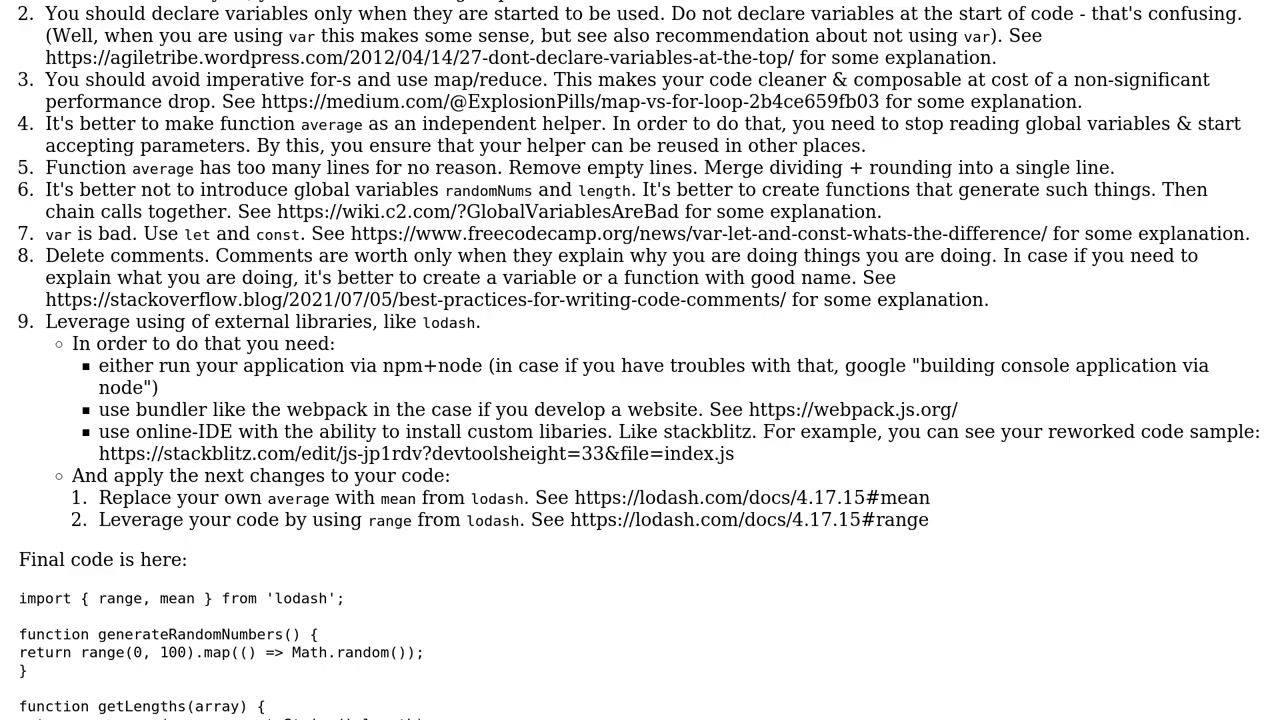 2. You should declare variables only when they are started to be used. Do not declare variables at the start of code - that's confusing.
(Well, when you are using var this makes some sense, but see also recommendation about not using var). See
https://agiletribe.wordpress.com/2012/04/14/27-dont-declare-variables-at-the-top/ for some explanation.
3. You should avoid imperative for-s and use map/reduce. This makes your code cleaner & composable at cost of a non-significant
performance drop. See https://medium.com/@ExplosionPills/map-vs-for-loop-2b4ce659fb03 for some explanation.
4. It's better to make function average as an independent helper. In order to do that, you need to stop reading global variables & start
accepting parameters. By this, you ensure that your helper can be reused in other places.
5. Function average has too many lines for no reason. Remove empty lines. Merge dividing + rounding into a single line.
6. It's better not to introduce global variables randomNums and length. It's better to create functions that generate such things. Then
chain calls together. See https://wiki.c2.com/?GlobalVariablesAreBad for some explanation.
7. var is bad. Use let and const. See https://www.freecodecamp.org/news/var-let-and-const-whats-the-difference/ for some explanation.
8. Delete comments. Comments are worth only when they explain why you are doing things you are doing. In case if you need to
explain what you are doing, it's better to create a variable or a function with good name. See
https://stackoverflow.blog/2021/07/05/best-practices-for-writing-code-comments/ for some explanation.
9. Leverage using of external libraries, like lodash.
◦ In order to do that you need:
▪ either run your application via npm+node (in case if you have troubles with that, google "building console application via
node")
▪ use bundler like the webpack in the case if you develop a website. See https://webpack.js.org/
▪ use online-IDE with the ability to install custom libaries. Like stackblitz. For example, you can see your reworked code sample:
https://stackblitz.com/edit/js-jp1rdv?devtoolsheight=33&file=index.js
◦ And apply the next changes to your code:
1. Replace your own average with mean from lodash. See https://lodash.com/docs/4.17.15#mean
2. Leverage your code by using range from lodash. See https://lodash.com/docs/4.17.15#range
Final code is here:
import { range, mean } from 'lodash';
function generateRandomNumbers() {
return range(0, 100).map(() => Math.random());
}
function getLengths(array) {